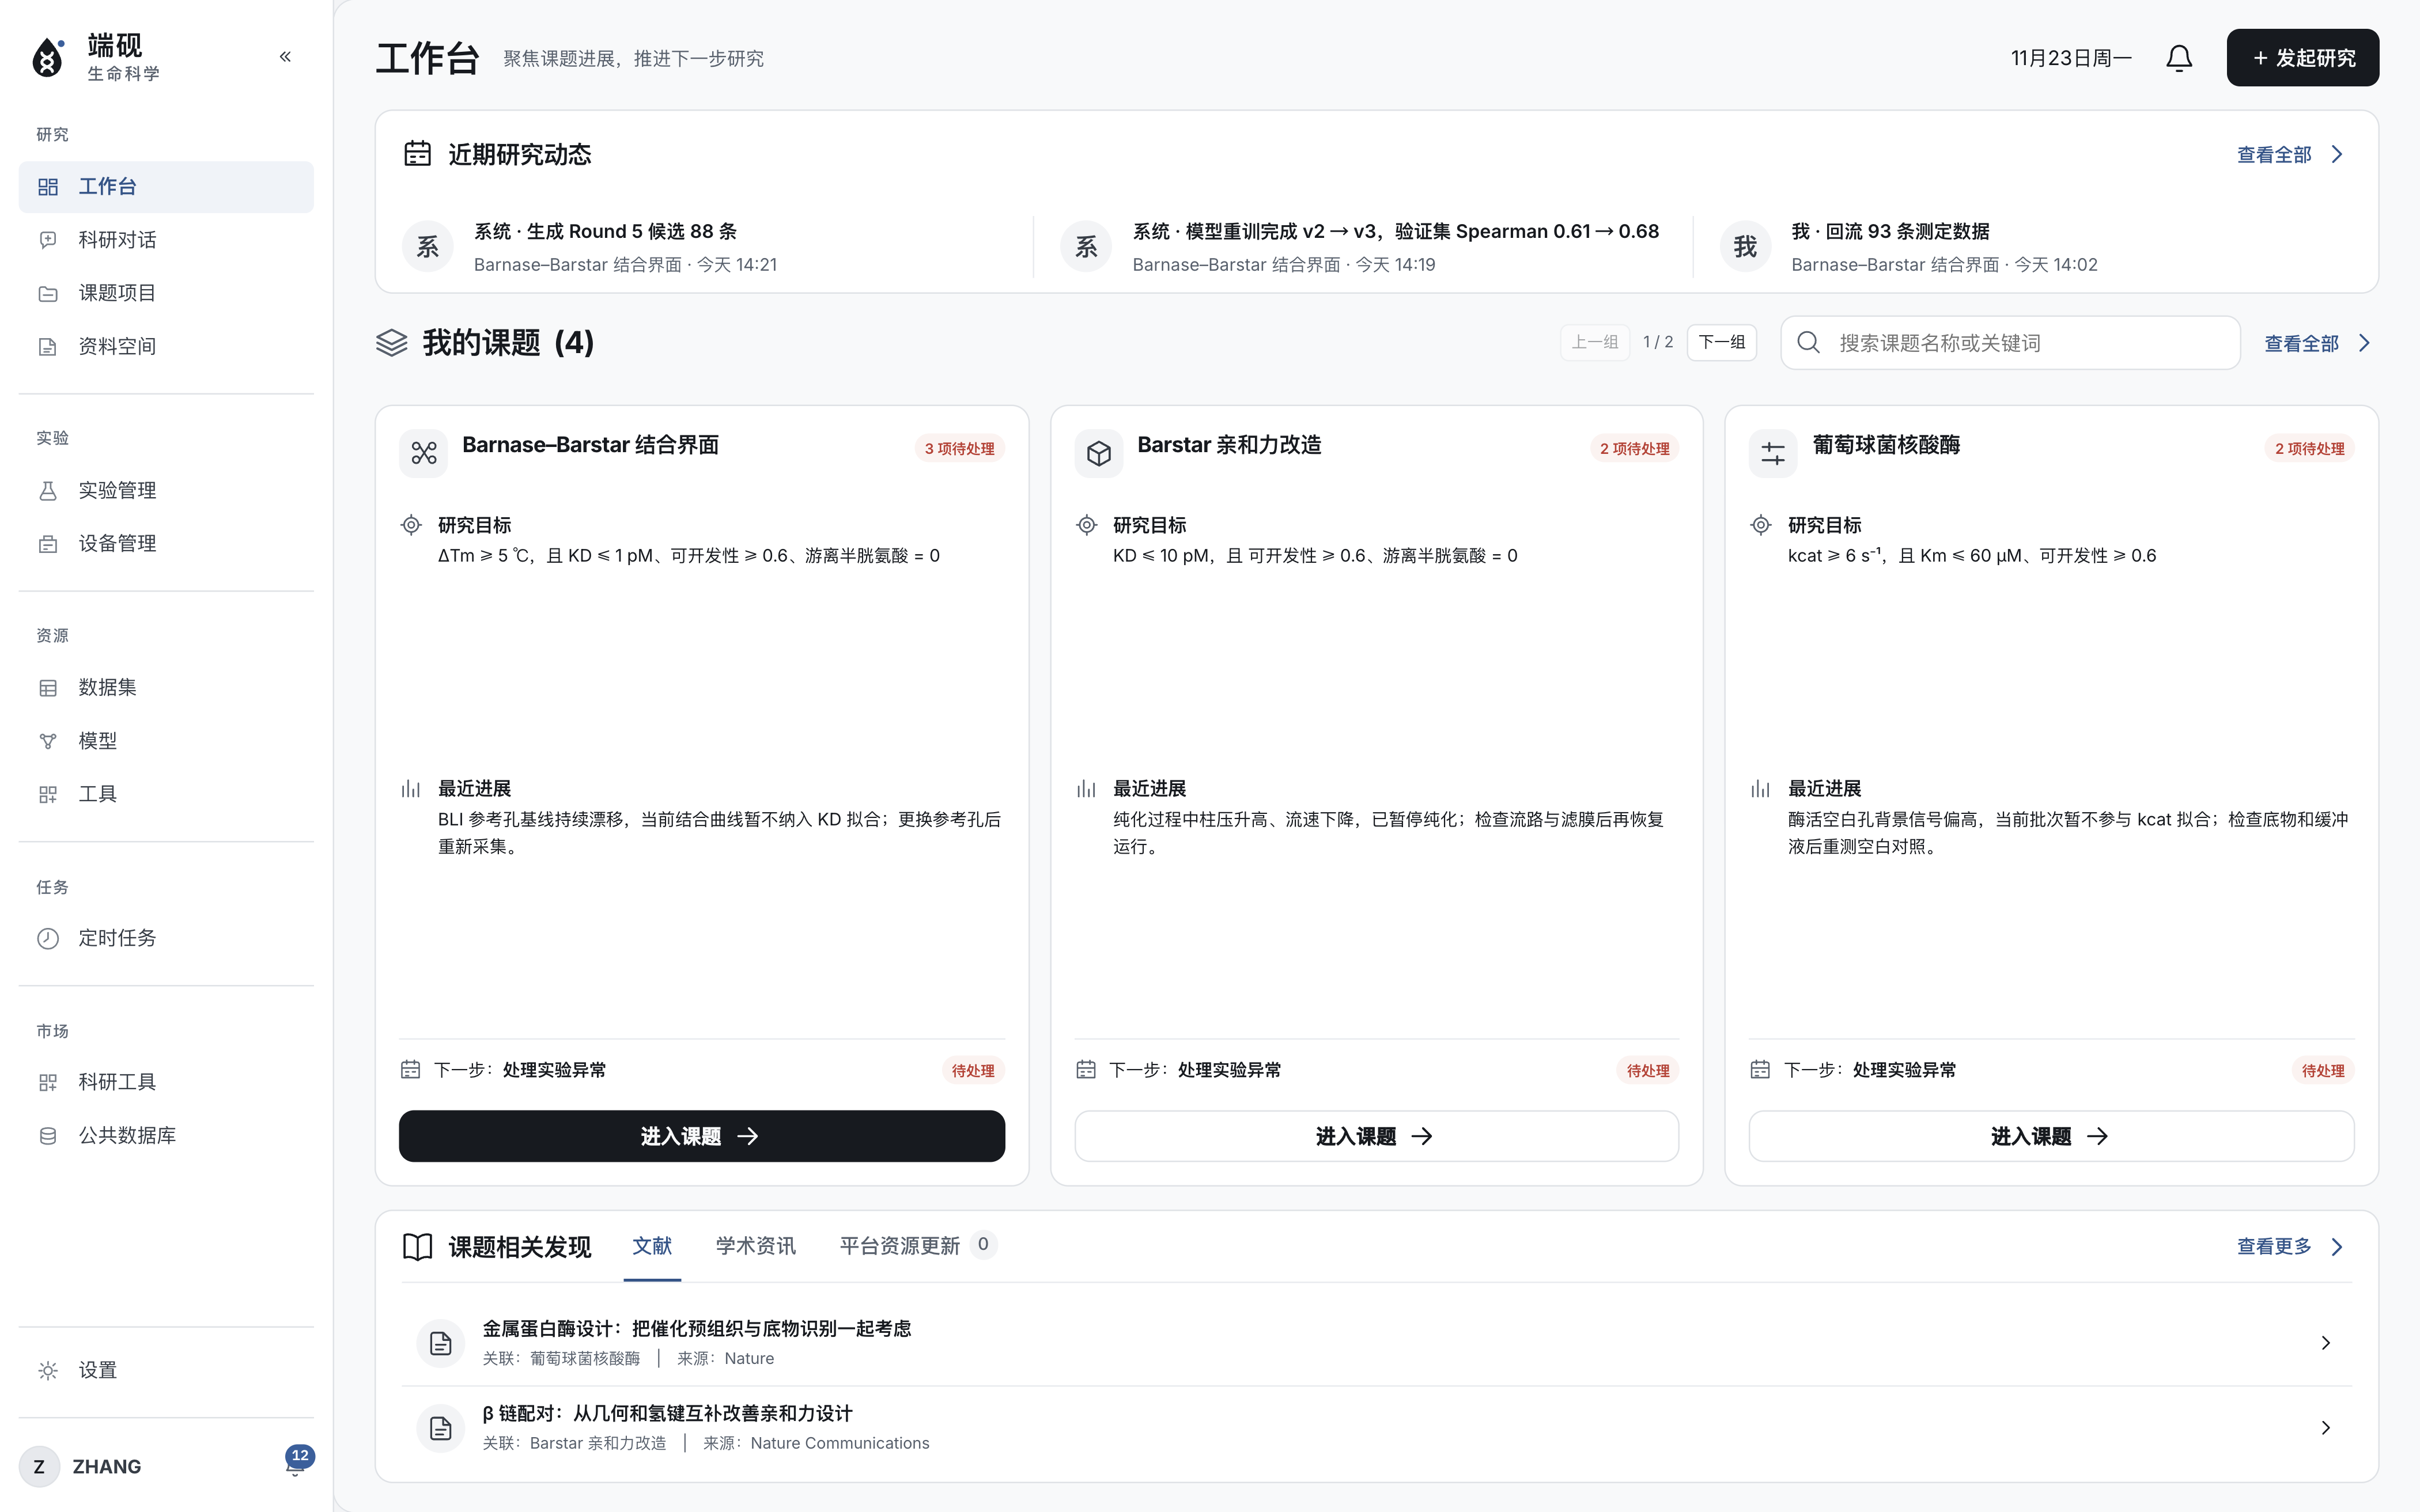 端砚
生命科学
研究
工作台
科研对话
课题项目
资料空间
实验
实验管理
设备管理
资源
数据集
模型
工具
任务
定时任务
市场
科研工具
公共数据库
设置
Z ZHANG 12
工作台 聚焦课题进展，推进下一步研究 11月23日周一 + 发起研究
近期研究动态 查看全部
系 系统 · 生成 Round 5 候选 88 条
Barnase–Barstar 结合界面 · 今天 14:21
系 系统 · 模型重训完成 v2 → v3，验证集 Spearman 0.61 → 0.68
Barnase–Barstar 结合界面 · 今天 14:19
我 我 · 回流 93 条测定数据
Barnase–Barstar 结合界面 · 今天 14:02
我的课题 (4) 上一组 1 / 2 下一组 搜索课题名称或关键词 查看全部
Barnase–Barstar 结合界面 3 项待处理
研究目标
ΔTm ≥ 5 ℃，且 KD ≤ 1 pM、可开发性 ≥ 0.6、游离半胱氨酸 = 0
最近进展
BLI 参考孔基线持续漂移，当前结合曲线暂不纳入 KD 拟合；更换参考孔后
重新采集。
下一步：处理实验异常 待处理
进入课题 →
Barstar 亲和力改造 2 项待处理
研究目标
KD ≤ 10 pM，且 可开发性 ≥ 0.6、游离半胱氨酸 = 0
最近进展
纯化过程中柱压升高、流速下降，已暂停纯化；检查流路与滤膜后再恢复
运行。
下一步：处理实验异常 待处理
进入课题 →
葡萄球菌核酸酶 2 项待处理
研究目标
kcat ≥ 6 s⁻¹，且 Km ≤ 60 μM、可开发性 ≥ 0.6
最近进展
酶活空白孔背景信号偏高，当前批次暂不参与 kcat 拟合；检查底物和缓冲
液后重测空白对照。
下一步：处理实验异常 待处理
进入课题 →
课题相关发现 文献 学术资讯 平台资源更新 0 查看更多
金属蛋白酶设计：把催化预组织与底物识别一起考虑
关联：葡萄球菌核酸酶 | 来源：Nature
β 链配对：从几何和氢键互补改善亲和力设计
关联：Barstar 亲和力改造 | 来源：Nature Communications